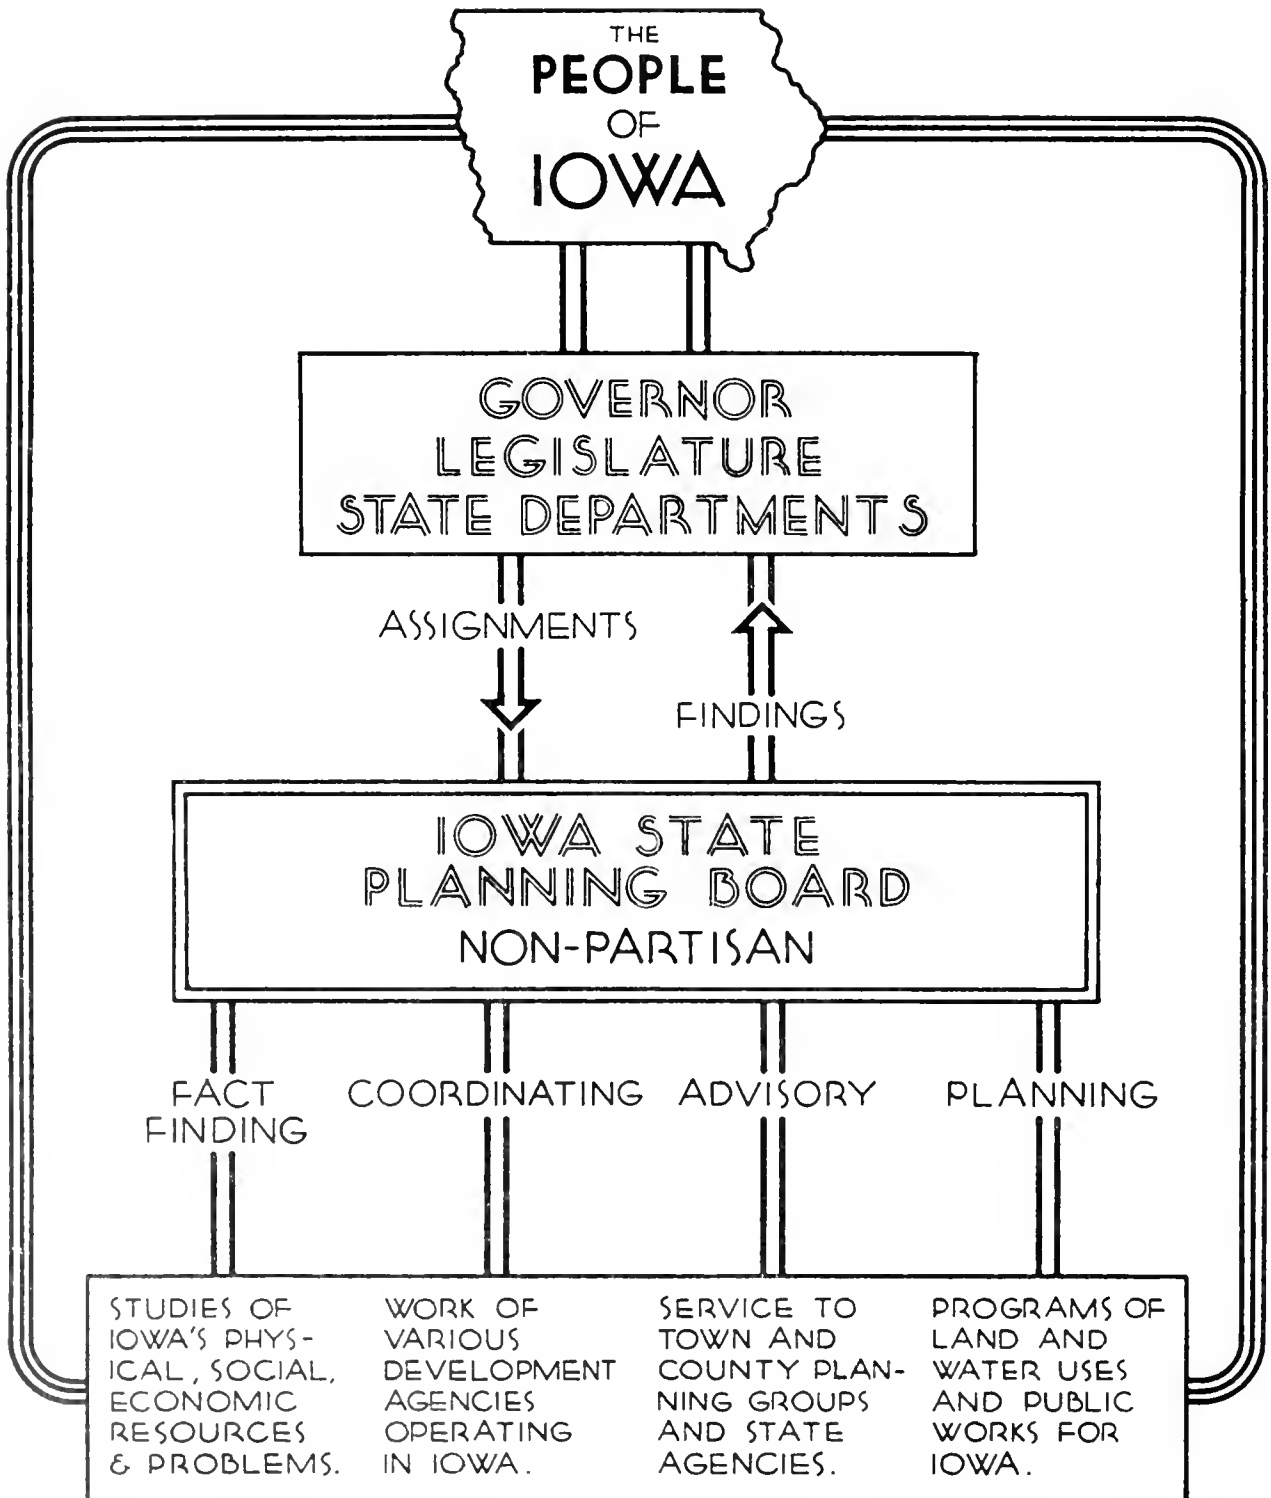 THE
PEOPLE
OF
IOWA
GOVERNOR
LEGISLATURE
STATE DEPARTMENTS
ASSIGNMENTS
FINDINGS
IOWA STATE
PLANNING BOARD
NON-PARTISAN
FACT
FINDING
COORDINATING
ADVISORY
PLANNING
STUDIES OF
IOWA'S PHYS-
ICAL, SOCIAL,
ECONOMIC
RESOURCES
& PROBLEMS.
WORK OF
VARIOUS
DEVELOPMENT
AGENCIES
OPERATING
IN IOWA.
SERVICE TO
TOWN AND
COUNTY PLAN-
NING GROUPS
AND STATE
AGENCIES.
PROGRAMS OF
LAND AND
WATER USES
AND PUBLIC
WORKS FOR
IOWA.